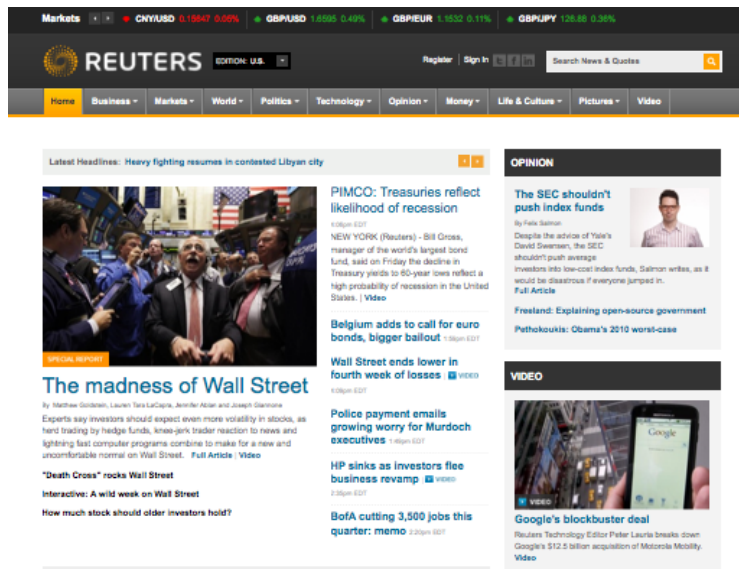 Markets CNY/USD 0.15647 0.05% GBP/USD 1.6595 0.49% GBP/EUR 1.1532 0.11% GBP/JPY 126.88 0.36%
REUTERS EDITION: U.S. Register Sign In Search News & Quotes
Home Business Markets World Politics Technology Opinion Money Life & Culture Pictures Video
Latest Headlines: Heavy fighting resumes in contested Libyan city
SPECIAL REPORT
The madness of Wall Street
By Matthew Goldstein, Lauren Tara LaCapra, Jennifer Ablan and Joseph Giannone
Experts say investors should expect even more volatility in stocks, as
herd trading by hedge funds, knee-jerk trader reaction to news and
lightning fast computer programs combine to make for a new and
uncomfortable normal on Wall Street. Full Article | Video
"Death Cross" rocks Wall Street
Interactive: A wild week on Wall Street
How much stock should older investors hold?
PIMCO: Treasuries reflect
likelihood of recession
4:08pm EDT
NEW YORK (Reuters) - Bill Gross,
manager of the world's largest bond
fund, said on Friday the decline in
Treasury yields to 60-year lows reflect a
high probability of recession in the United
States. | Video
Belgium adds to call for euro
bonds, bigger bailout 1:58pm EDT
Wall Street ends lower in
fourth week of losses | VIDEO
4:08pm EDT
Police payment emails
growing worry for Murdoch
executives 1:49pm EDT
HP sinks as investors flee
business revamp | VIDEO
2:38pm EDT
BofA cutting 3,500 jobs this
quarter: memo 2:20pm EDT
OPINION
The SEC shouldn't
push index funds
By Felix Salmon
Despite the advice of Yale's
David Swensen, the SEC
shouldn't push average
investors into low-cost index funds, Salmon writes, as it
would be disastrous if everyone jumped in.
Full Article
Freeland: Explaining open-source government
Pethokoukis: Obama's 2010 worst-case
VIDEO
Google
VIDEO
Google's blockbuster deal
Reuters Technology Editor Peter Lauria breaks down
Google's $12.5 billion acquisition of Motorola Mobility.
Video